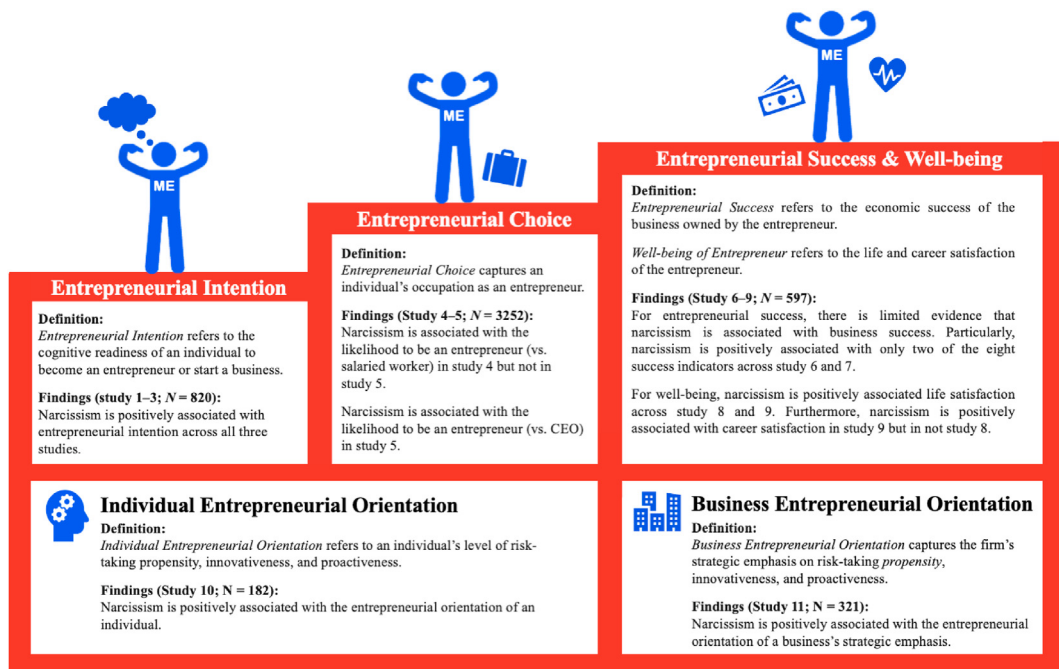 ME
ME
ME
Entrepreneurial Intention
Definition:
Entrepreneurial Intention refers to the
cognitive readiness of an individual to
become an entrepreneur or start a business.
Findings (study 1–3; N = 820):
Narcissism is positively associated with
entrepreneurial intention across all three
studies.
Entrepreneurial Choice
Definition:
Entrepreneurial Choice captures an
individual's occupation as an entrepreneur.
Findings (Study 4–5; N = 3252)
Narcissism is associated with the
likelihood to be an entrepreneur (vs.
salaried worker) in study 4 but not in
study 5.
Narcissism is associated with the
likelihood to be an entrepreneur (vs. CEO)
in study 5.
Entrepreneurial Success & Well-being
Definition:
Entrepreneurial Success refers to the economic success of the
business owned by the entrepreneur.
Well-being of Entrepreneur refers to the life and career satisfaction
of the entrepreneur.
Findings (Study 6–9; N = 597):
For entrepreneurial success, there is limited evidence that
narcissism is associated with business success. Particularly,
narcissism is positively associated with only two of the eight
success indicators across study 6 and 7.
For well-being, narcissism is positively associated life satisfaction
across study 8 and 9. Furthermore, narcissism is positively
associated with career satisfaction in study 9 but in not study 8.
Individual Entrepreneurial Orientation
Definition:
Individual Entrepreneurial Orientation refers to an individual's level of risk-
taking propensity, innovativeness, and proactiveness.
Findings (Study 10; N = 182):
Narcissism is positively associated with the entrepreneurial orientation of an
individual.
Business Entrepreneurial Orientation
Definition:
Business Entrepreneurial Orientation captures the firm's
strategic emphasis on risk-taking propensity,
innovativeness, and proactiveness.
Findings (Study 11; N = 321):
Narcissism is positively associated with the entrepreneurial
orientation of a business's strategic emphasis.